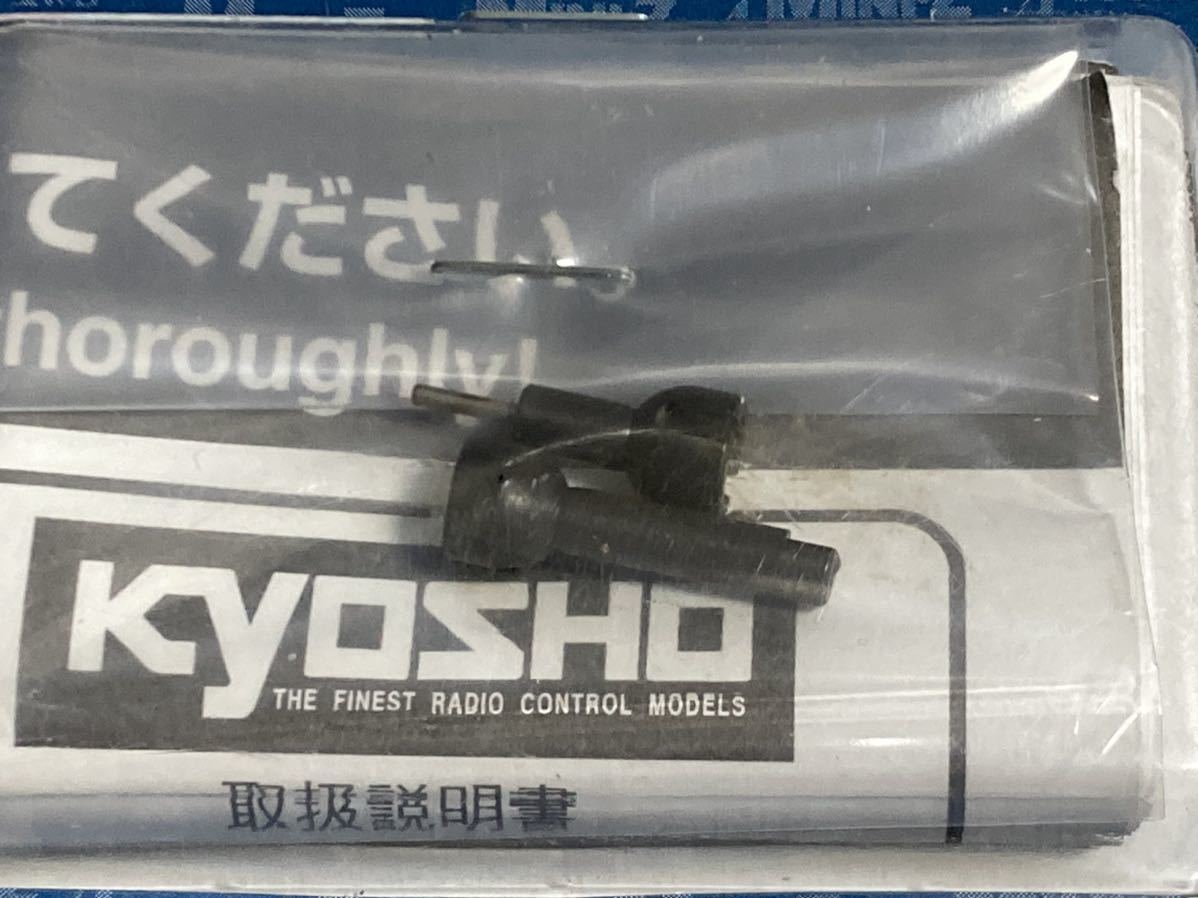 てください
horoughly!
KYOSHO
THE FINEST RADIO CONTROL MODELS
取扱説明書